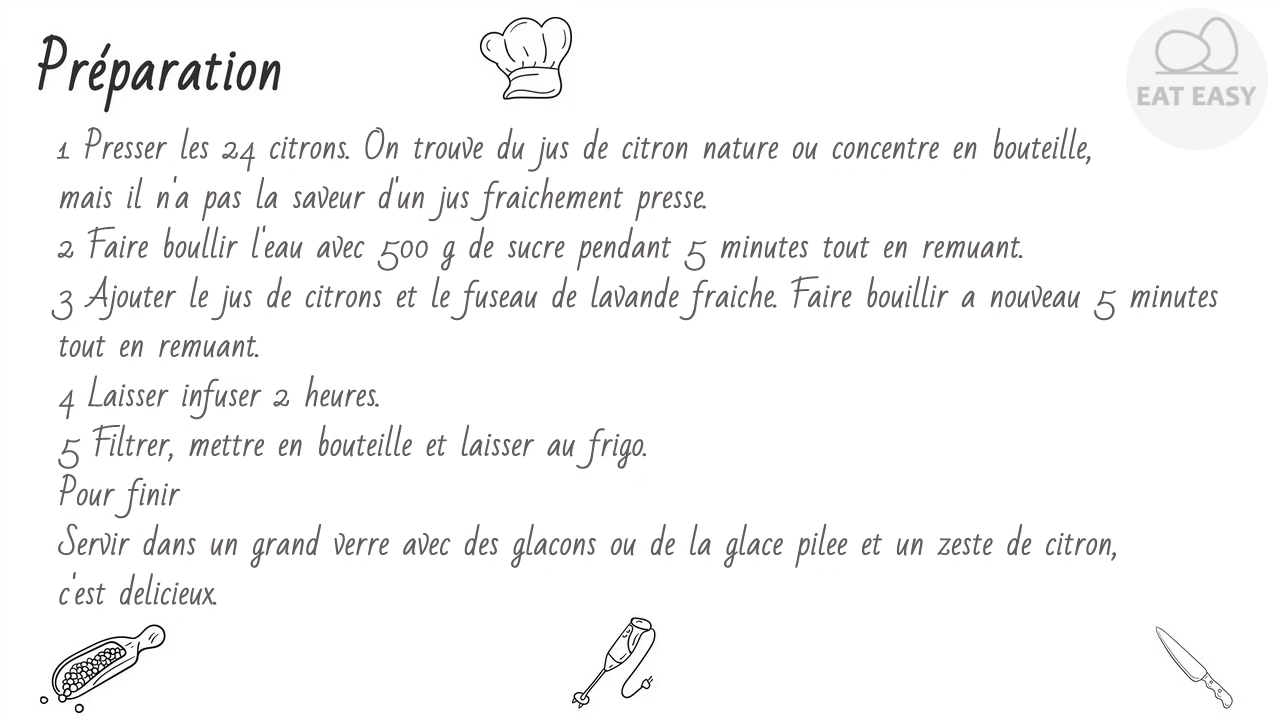 Préparation
EAT EASY
1 Presser les 24 citrons. On trouve du jus de citron nature ou concentre en bouteille,
mais il n'a pas la saveur d'un jus fraichement presse.
2 Faire boullir l'eau avec 500 g de sucre pendant 5 minutes tout en remuant.
3 Ajouter le jus de citrons et le fuseau de lavande fraiche. Faire bouillir a nouveau 5 minutes
tout en remuant.
4 Laisser infuser 2 heures.
5 Filtrer, mettre en bouteille et laisser au frigo.
Pour finir
Servir dans un grand verre avec des glacons ou de la glace pilee et un zeste de citron,
c'est delicieux.